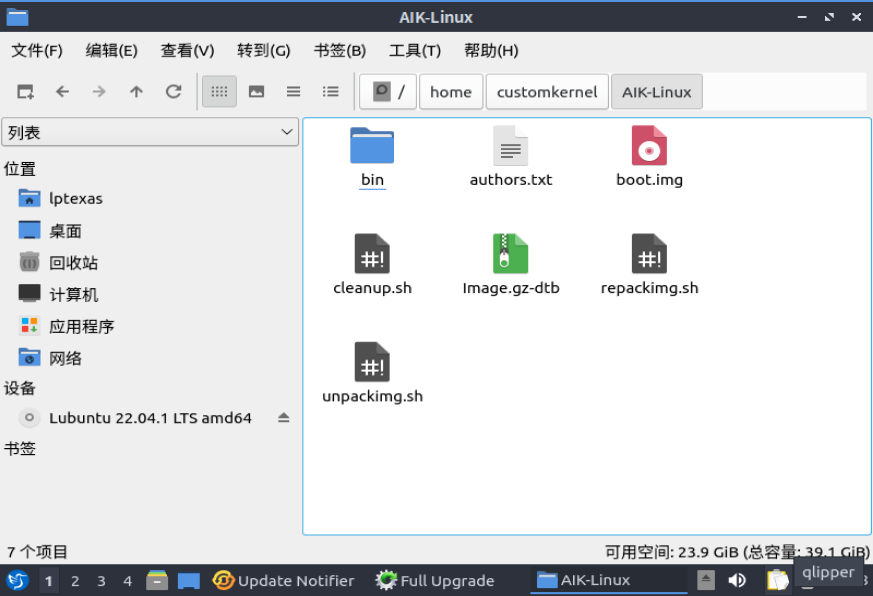 AIK-Linux
文件(F) 编辑(E) 查看(V) 转到(G) 书签(B) 工具(T) 帮助(H)
/ home customkernel AIK-Linux
列表
位置
lptexas
桌面
回收站
计算机
应用程序
网络
设备
Lubuntu 22.04.1 LTS amd64
书签
bin authors.txt boot.img
#! #!
cleanup.sh Image.gz-dtb repackimg.sh
#!
unpackimg.sh
7 个项目 可用空间: 23.9 GiB (总容量: 39.1 GiB)
1 2 3 4 Update Notifier Full Upgrade AIK-Linux qlipper